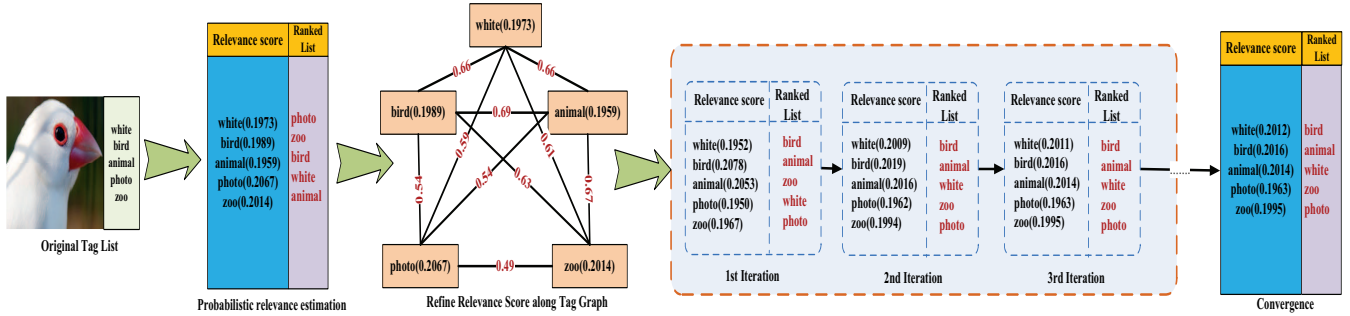 white
bird
animal
photo
zoo
Original Tag List
Relevance score
Ranked
List
white(0.1973)
bird(0.1989)
animal(0.1959)
photo(0.2067)
zoo(0.2014)
photo
zoo
bird
white
animal
Probabilistic relevance estimation
white(0.1973)
0.66
0.66
bird(0.1989)
0.69
animal(0.1959)
0.59
0.61
0.54
0.54
0.63
0.67
photo(0.2067)
0.49
zoo(0.2014)
Refine Relevance Score along Tag Graph
Relevance score
Ranked
List
white(0.1952)
bird(0.2078)
animal(0.2053)
photo(0.1950)
zoo(0.1967)
bird
animal
zoo
white
photo
1st Iteration
Relevance score
Ranked
List
white(0.2009)
bird(0.2019)
animal(0.2016)
photo(0.1962)
zoo(0.1994)
bird
animal
white
zoo
photo
2nd Iteration
Relevance score
Ranked
List
white(0.2011)
bird(0.2016)
animal(0.2014)
photo(0.1963)
zoo(0.1995)
bird
animal
white
zoo
photo
3rd Iteration
......
Relevance score
Ranked
List
white(0.2012)
bird(0.2016)
animal(0.2014)
photo(0.1963)
zoo(0.1995)
bird
animal
white
zoo
photo
Convergence